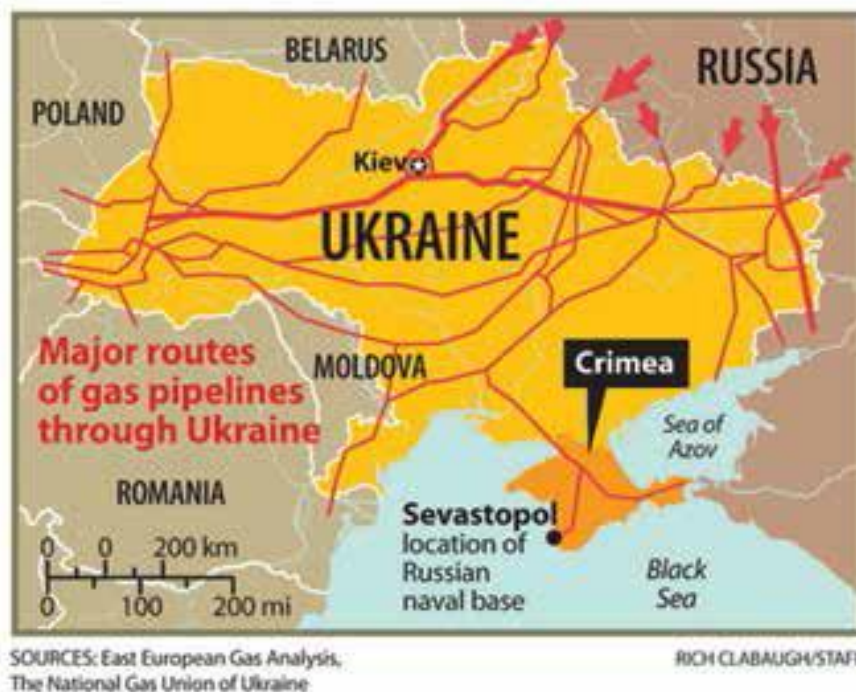 BELARUS
RUSSIA
POLAND
Kiev
UKRAINE
Major routes
of gas pipelines
through Ukraine
MOLDOVA
Crimea
Sea of
Azov
ROMANIA
Sevastopol
location of
Russian
naval base
Black
Sea
0 0 200 km
0 100 200 mi
SOURCES: East European Gas Analysis,
The National Gas Union of Ukraine
RICH CLABAUGH/STAFF